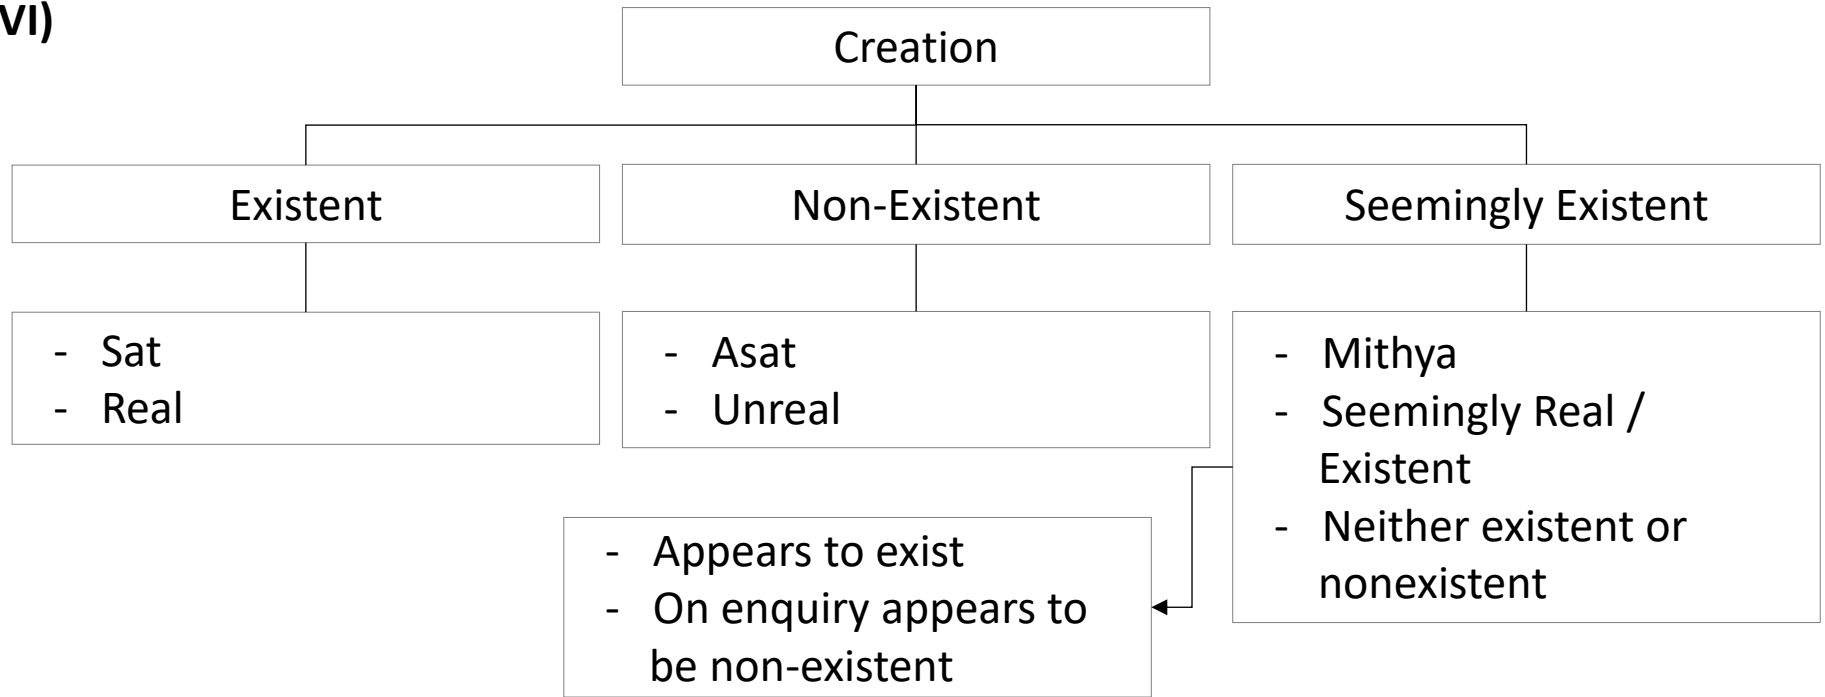 VI)
Creation
Existent
Non-Existent
Seemingly Existent
- Sat
- Real
- Asat
- Unreal
- Mithya
- Seemingly Real /
Existent
- Neither existent or
nonexistent
- Appears to exist
- On enquiry appears to
be non-existent